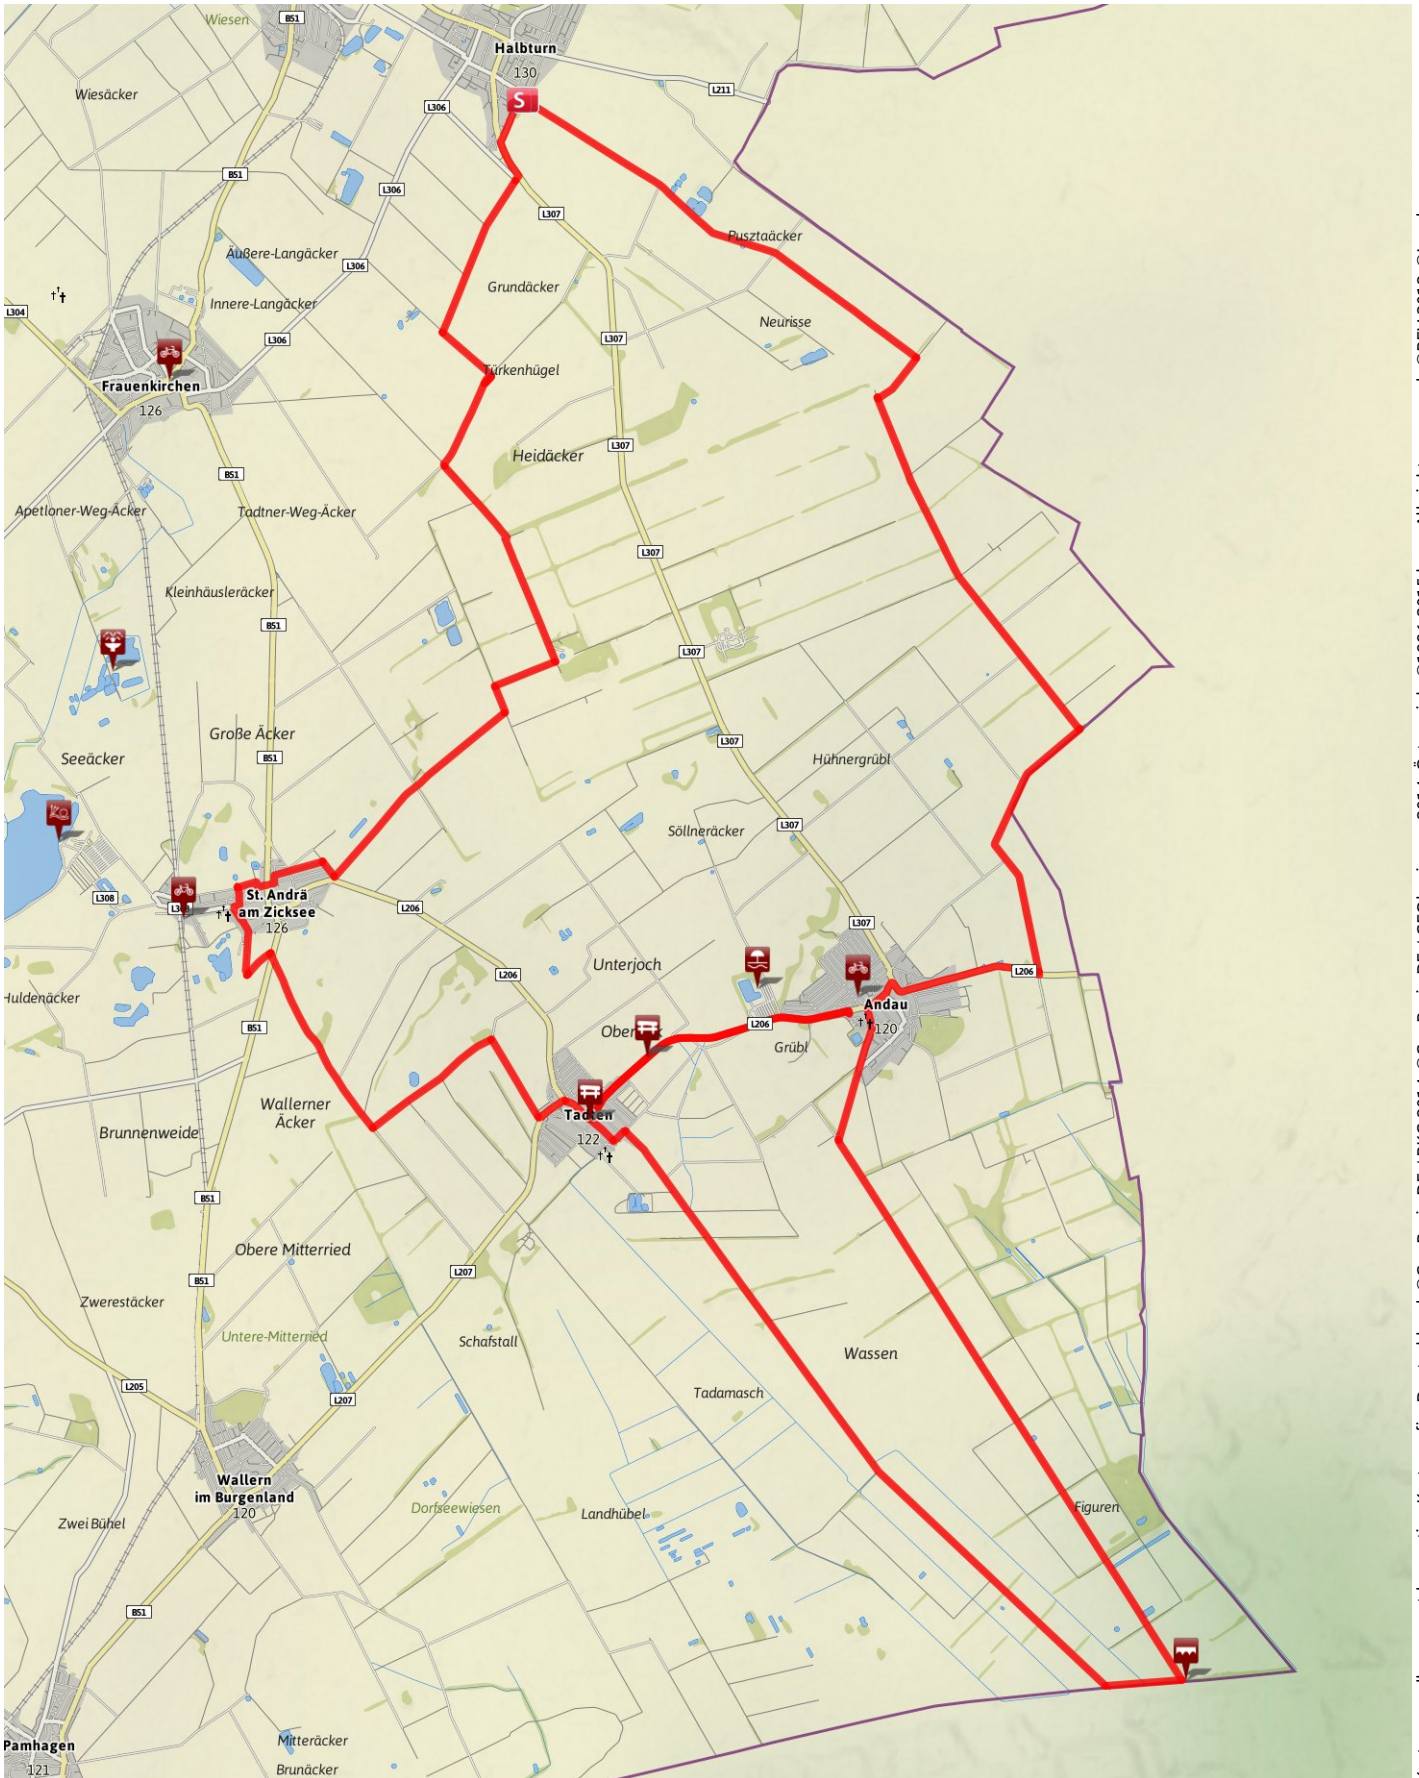 Wiesen
B51
Halbturn
130
Wiesäcker
L211
L306
S
B51
L306
L307
Pusztaäcker
Äußere-Langäcker
L306
Grundäcker
Innere-Langäcker
L304
Neurisse
L306
L307
Türkenhügel
Frauenkirchen
126
L307
Heidäcker
B51
Apetloner-Weg-Äcker
Tadtner-Weg-Äcker
L307
Kleinhäusleräcker
B51
L307
Große Äcker
L307
B51
Seeäcker
Hühnergrübl
L307
Söllneräcker
St. Andrä
am Zicksee
126
L308
L206
L307
Unterjoch
L206
L206
Huldenäcker
Andau
120
B51
L206
Grübl
Wallerner
Äcker
Tadten
122
Brunnenweide
B51
Obere Mitterried
L207
B51
Zwerestäcker
Untere-Mitterried
Schafstall
Wassen
L205
L207
Tadamasch
Wallern
im Burgenland
120
Dorfseewiesen
Landhübel
Figuren
Zwei Bühel
B51
Mitteräcker
Pamhagen
121
Brunäcker